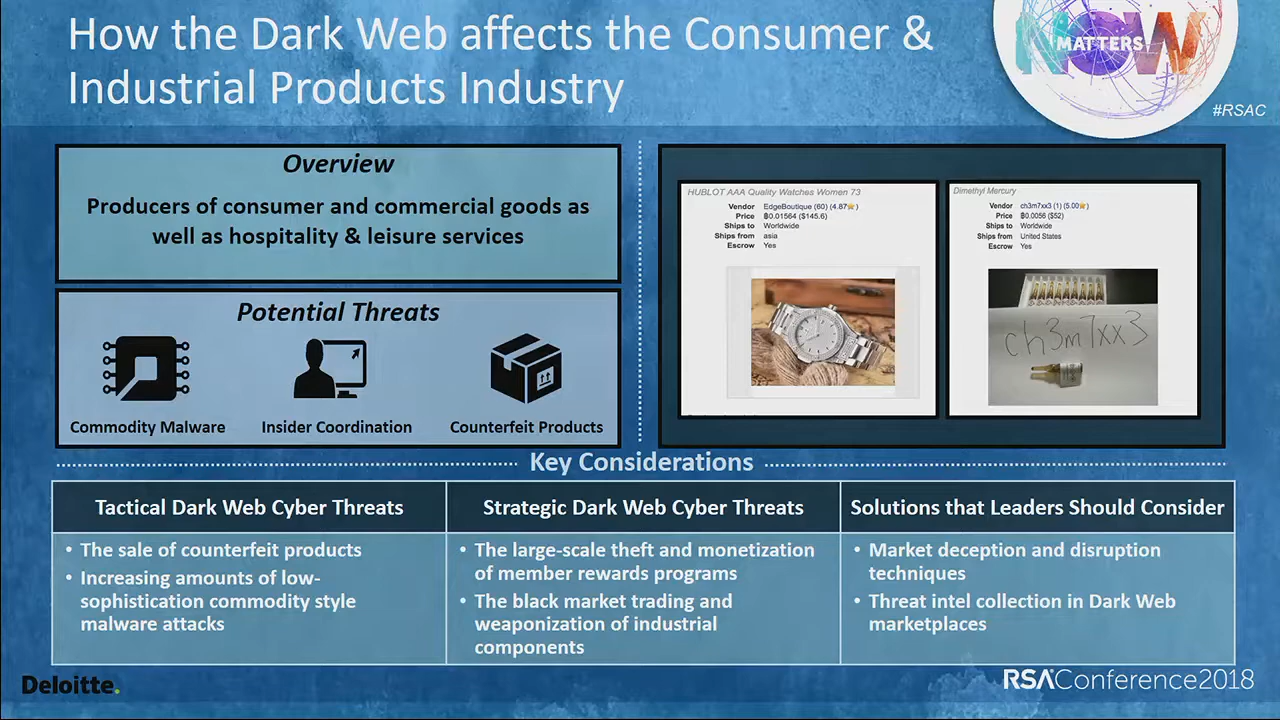 How the Dark Web affects the Consumer &
Industrial Products Industry
NOW
MATTERS
#RSAC
Overview
Producers of consumer and commercial goods as
well as hospitality & leisure services
Potential Threats
Commodity Malware
Insider Coordination
Counterfeit Products
HUBLOT AAA Quality Watches Women 73
Vendor EdgeBoutique (60) (4.87⭐)
Price ฿0.01564 ($145.6)
Ships to Worldwide
Ships from asia
Escrow Yes
Dimethyl Mercury
Vendor ch3m7xx3 (1) (5.00⭐)
Price ฿0.0056 ($52)
Ships to Worldwide
Ships from United States
Escrow Yes
ch3m7xx3
Key Considerations
Tactical Dark Web Cyber Threats
• The sale of counterfeit products
• Increasing amounts of low-
sophistication commodity style
malware attacks
Strategic Dark Web Cyber Threats
• The large-scale theft and monetization
of member rewards programs
• The black market trading and
weaponization of industrial
components
Solutions that Leaders Should Consider
• Market deception and disruption
techniques
• Threat intel collection in Dark Web
marketplaces
Deloitte.
RSAConference2018